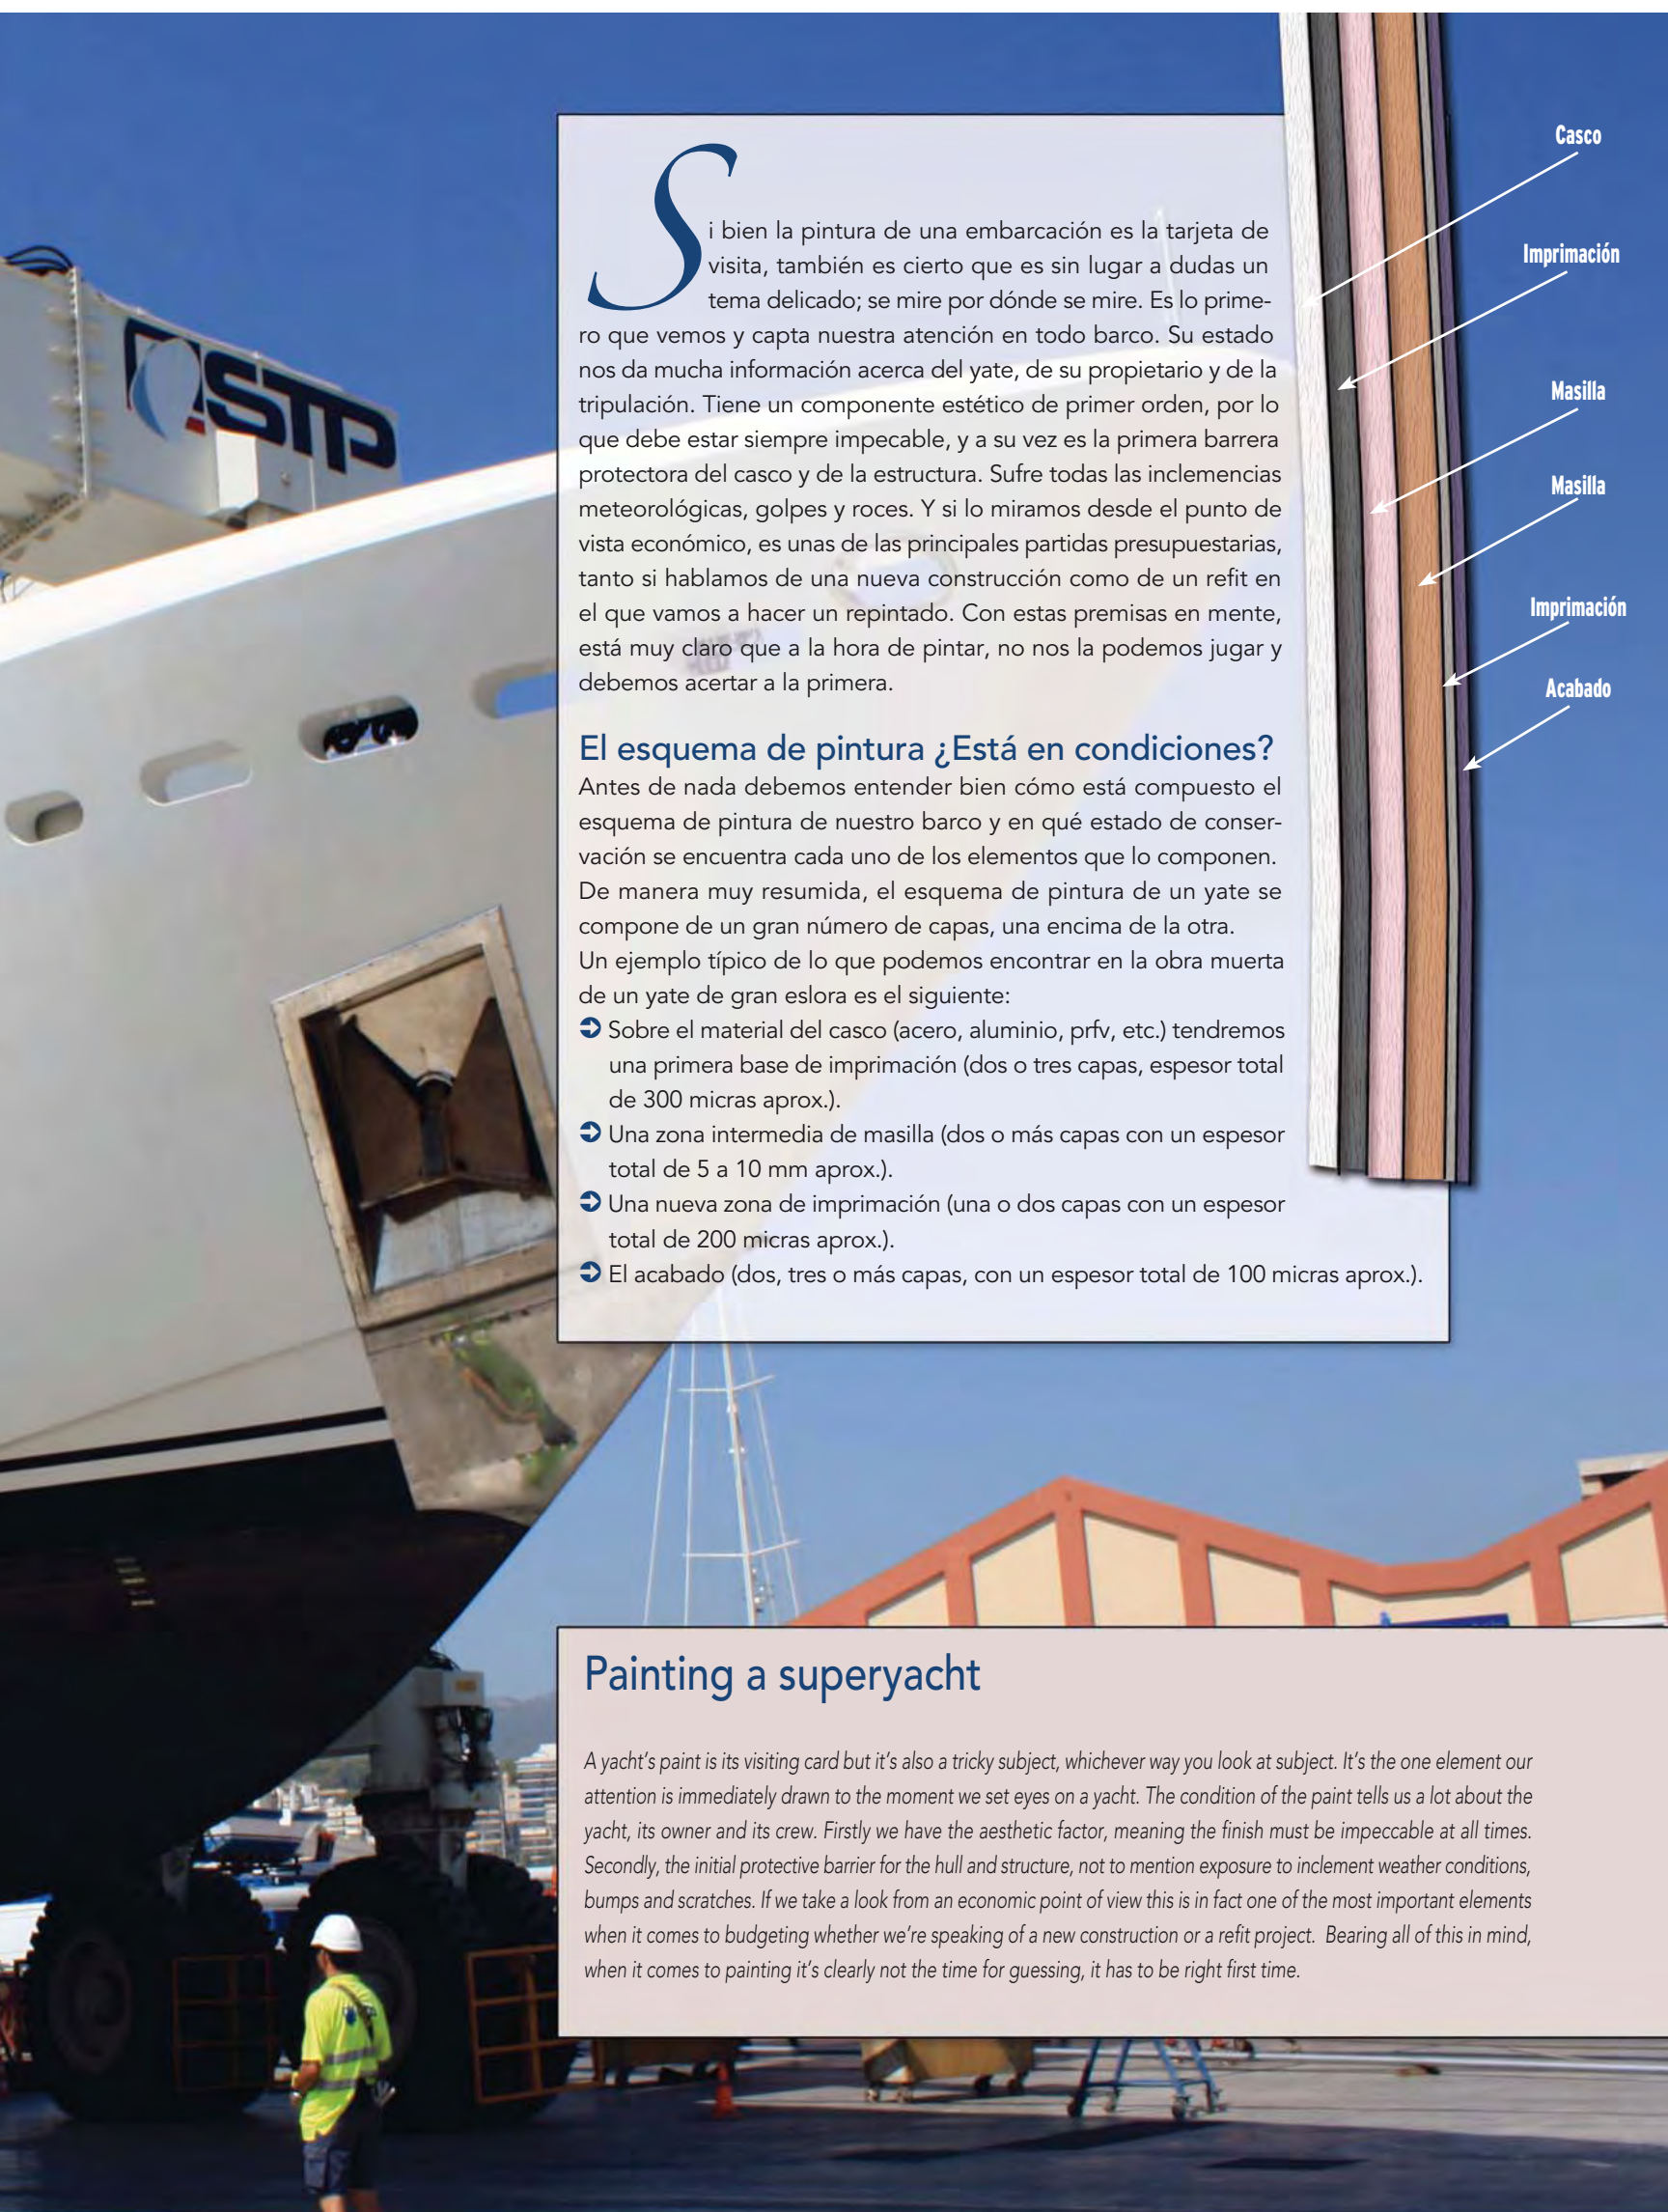 STP
Casco
Imprimación
Masilla
Masilla
Imprimación
Acabado
Si bien la pintura de una embarcación es la tarjeta de
visita, también es cierto que es sin lugar a dudas un
tema delicado; se mire por dónde se mire. Es lo prime-
ro que vemos y capta nuestra atención en todo barco. Su estado
nos da mucha información acerca del yate, de su propietario y de la
tripulación. Tiene un componente estético de primer orden, por lo
que debe estar siempre impecable, y a su vez es la primera barrera
protectora del casco y de la estructura. Sufre todas las inclemencias
meteorológicas, golpes y roces. Y si lo miramos desde el punto de
vista económico, es unas de las principales partidas presupuestarias,
tanto si hablamos de una nueva construcción como de un refit en
el que vamos a hacer un repintado. Con estas premisas en mente,
está muy claro que a la hora de pintar, no nos la podemos jugar y
debemos acertar a la primera.
El esquema de pintura ¿Está en condiciones?
Antes de nada debemos entender bien cómo está compuesto el
esquema de pintura de nuestro barco y en qué estado de conser-
vación se encuentra cada uno de los elementos que lo componen.
De manera muy resumida, el esquema de pintura de un yate se
compone de un gran número de capas, una encima de la otra.
Un ejemplo típico de lo que podemos encontrar en la obra muerta
de un yate de gran eslora es el siguiente:
➲ Sobre el material del casco (acero, aluminio, prfv, etc.) tendremos
una primera base de imprimación (dos o tres capas, espesor total
de 300 micras aprox.).
➲ Una zona intermedia de masilla (dos o más capas con un espesor
total de 5 a 10 mm aprox.).
➲ Una nueva zona de imprimación (una o dos capas con un espesor
total de 200 micras aprox.).
➲ El acabado (dos, tres o más capas, con un espesor total de 100 micras aprox.).
Painting a superyacht
A yacht's paint is its visiting card but it's also a tricky subject, whichever way you look at subject. It's the one element our
attention is immediately drawn to the moment we set eyes on a yacht. The condition of the paint tells us a lot about the
yacht, its owner and its crew. Firstly we have the aesthetic factor, meaning the finish must be impeccable at all times.
Secondly, the initial protective barrier for the hull and structure, not to mention exposure to inclement weather conditions,
bumps and scratches. If we take a look from an economic point of view this is in fact one of the most important elements
when it comes to budgeting whether we're speaking of a new construction or a refit project.  Bearing all of this in mind,
when it comes to painting it's clearly not the time for guessing, it has to be right first time.